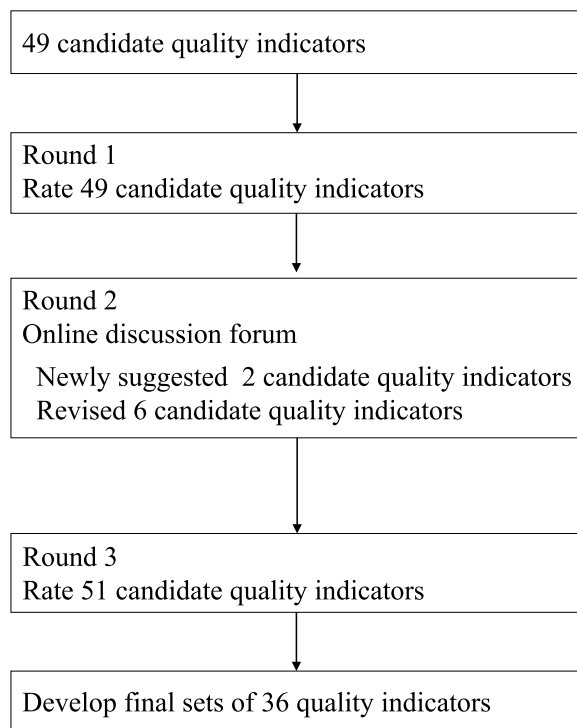 49 candidate quality indicators
Round 1
Rate 49 candidate quality indicators
Round 2
Online discussion forum
Newly suggested 2 candidate quality indicators
Revised 6 candidate quality indicators
Round 3
Rate 51 candidate quality indicators
Develop final sets of 36 quality indicators